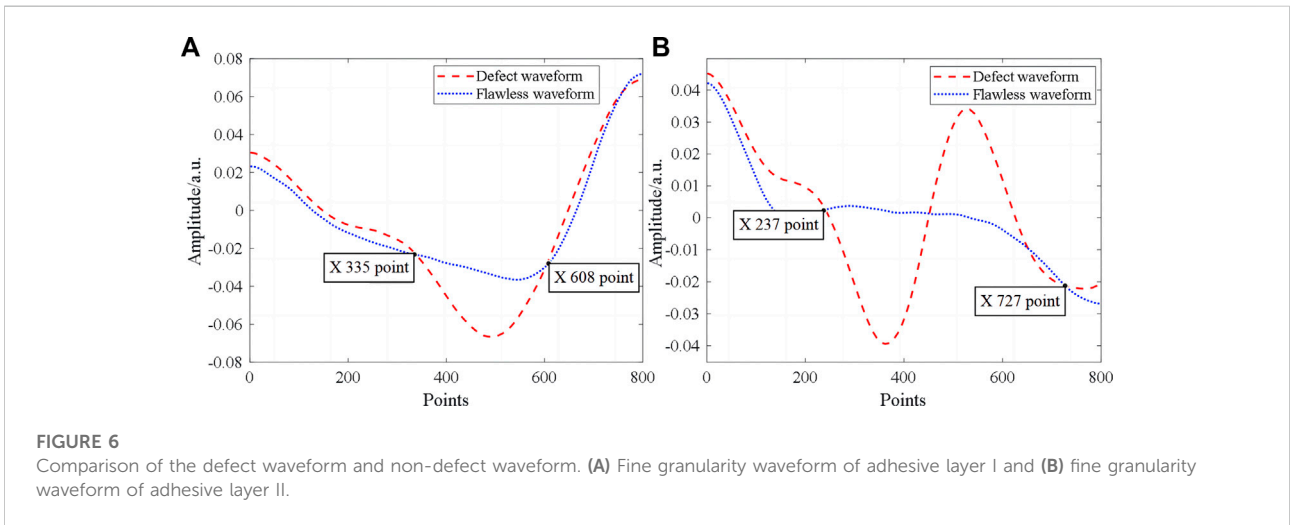 A
0.08
0.06
0.04
0.02
0
-0.02
-0.04
-0.06
-0.08
Amplitude/a.u.
0
200
400
600
800
Points
Defect waveform
Flawless waveform
X 335 point
X 608 point
B
0.04
0.03
0.02
0.01
0
-0.01
-0.02
-0.03
-0.04
Amplitude/a.u.
0
200
400
600
800
Points
Defect waveform
Flawless waveform
X 237 point
X 727 point
FIGURE 6
Comparison of the defect waveform and non-defect waveform. (A) Fine granularity waveform of adhesive layer I and (B) fine granularity
waveform of adhesive layer II.